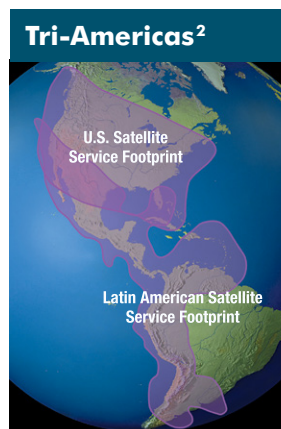 Tri-Americas²
U.S. Satellite
Service Footprint
Latin American Satellite
Service Footprint